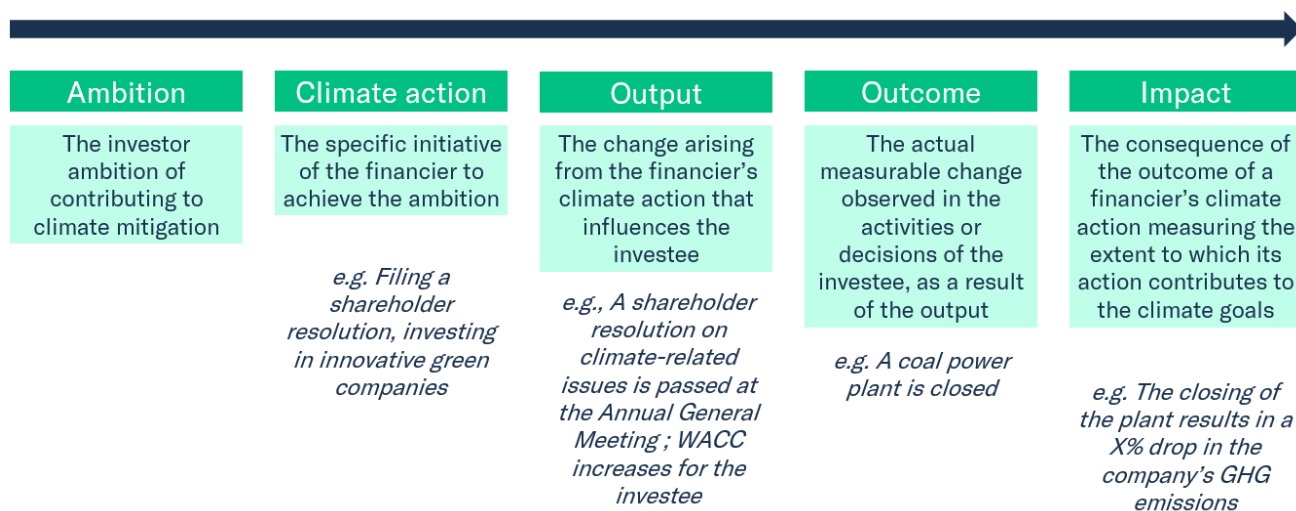 Ambition
The investor
ambition of
contributing to
climate mitigation
Climate action
The specific initiative
of the financier to
achieve the ambition
e.g. Filing a
shareholder
resolution, investing
in innovative green
companies
Output
The change arising
from the financier’s
climate action that
influences the
investee
e.g., A shareholder
resolution on
climate-related
issues is passed at
the Annual General
Meeting ; WACC
increases for the
investee
Outcome
The actual
measurable change
observed in the
activities or
decisions of the
investee, as a result
of the output
e.g. A coal power
plant is closed
Impact
The consequence of
the outcome of a
financier’s climate
action measuring the
extent to which its
action contributes to
the climate goals
e.g. The closing of
the plant results in a
X% drop in the
company’s GHG
emissions